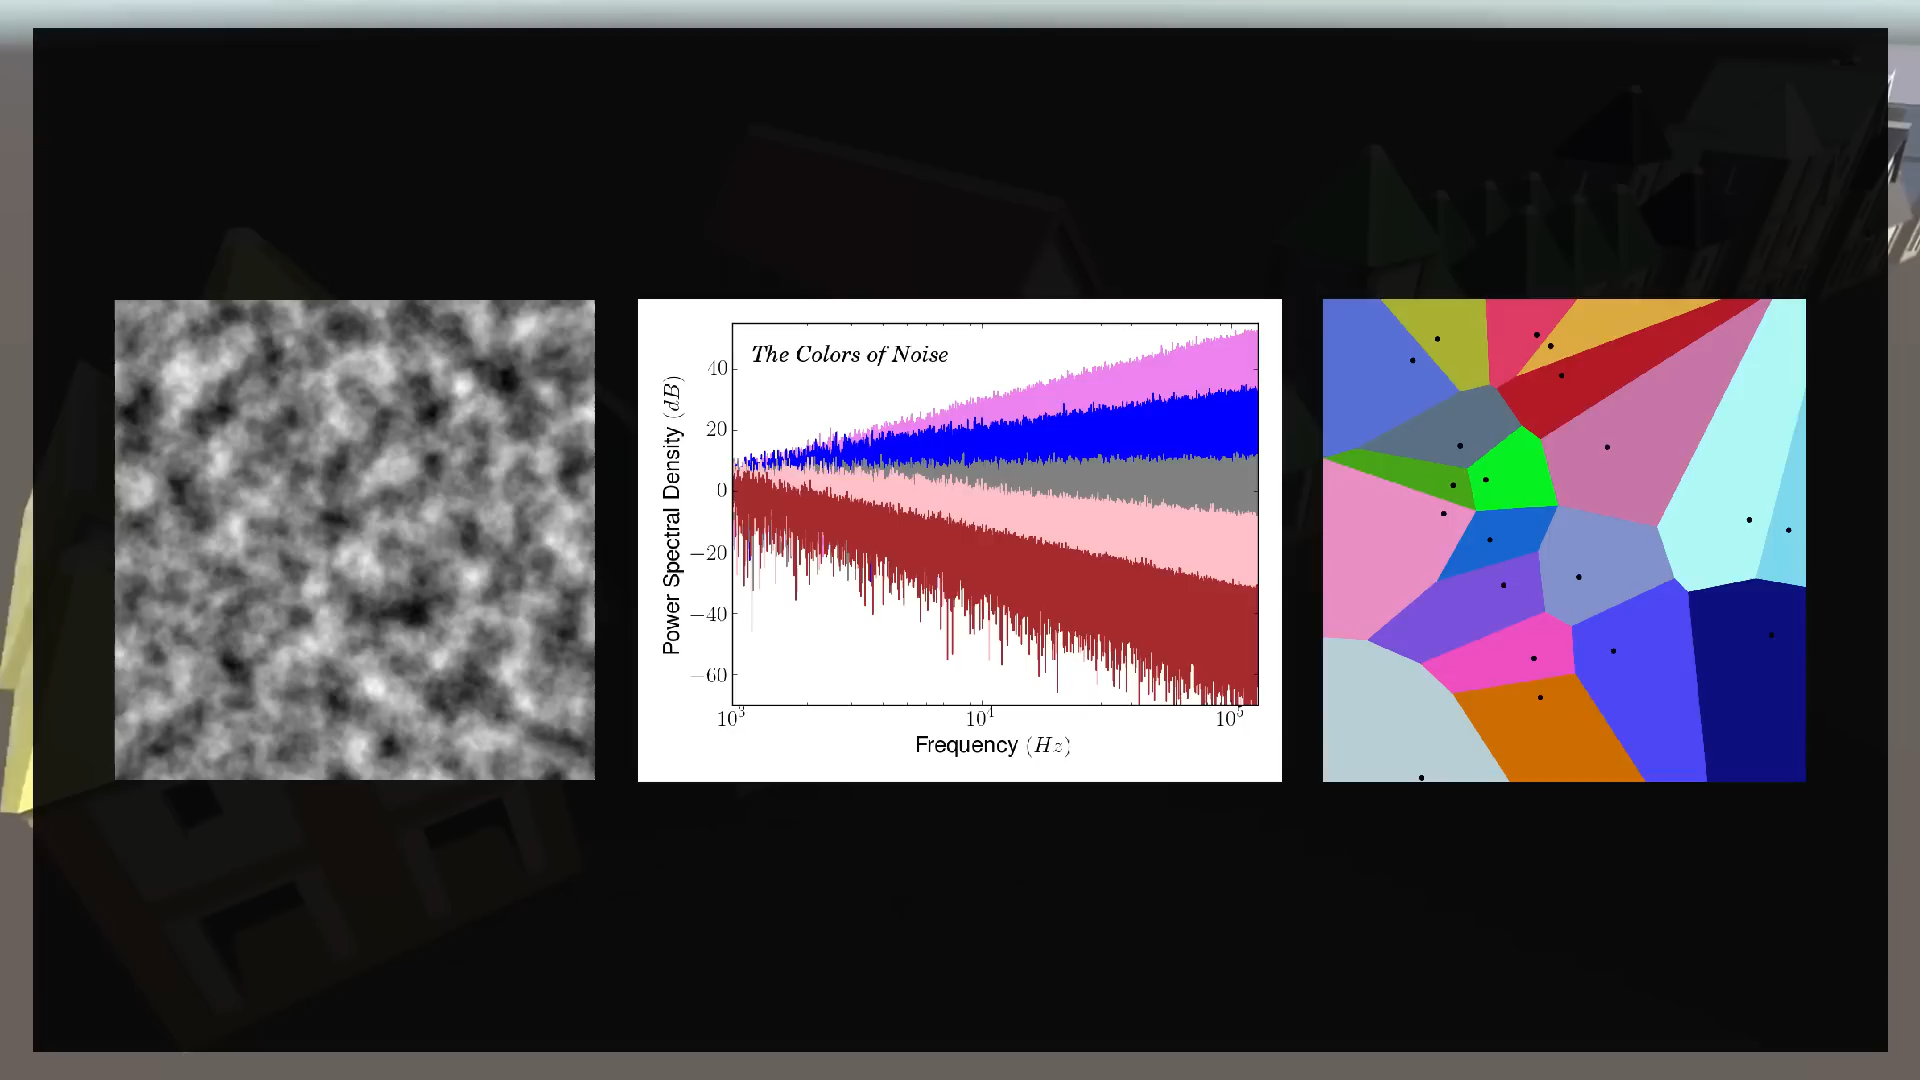 The Colors of Noise
40
20
0
−20
−40
−60
Power Spectral Density (dB)
10³ 10⁴ 10⁵
Frequency (Hz)